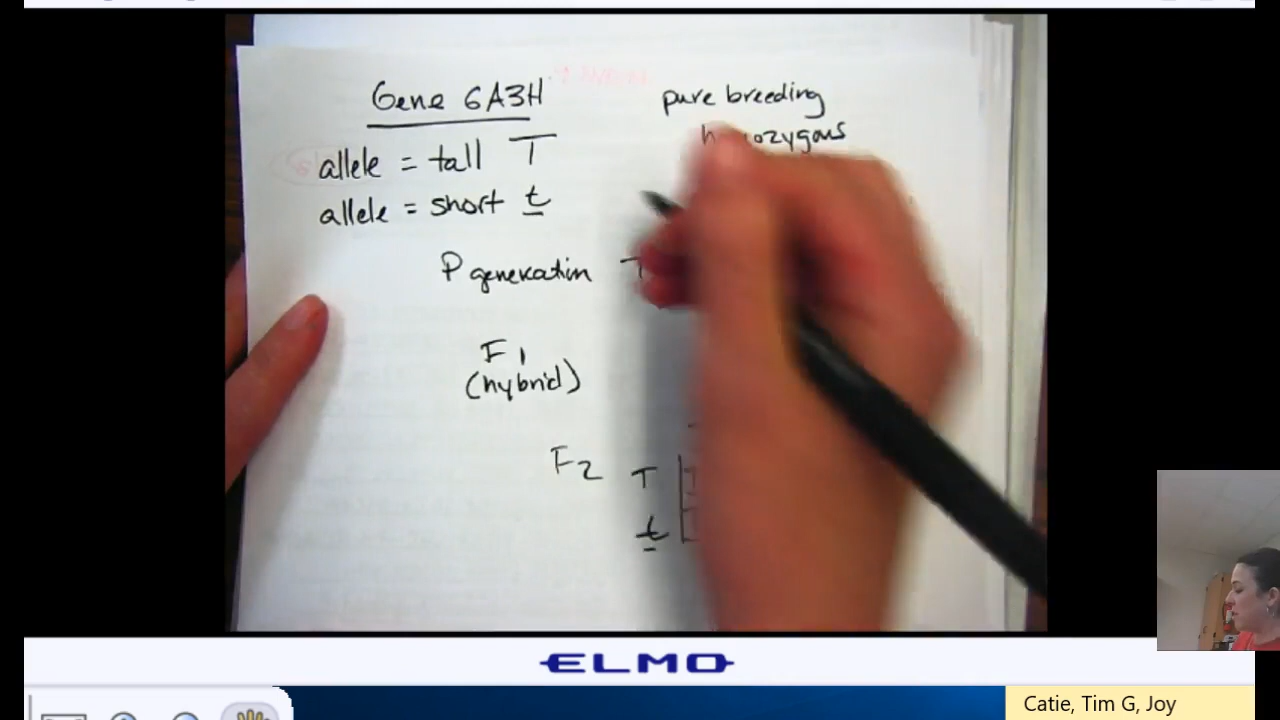 Gene 6A3H
pure breeding
allele = tall T
allele = short t
P generation
F1
(hybrid)
F2
T
t
ELMO
Catie, Tim G, Joy